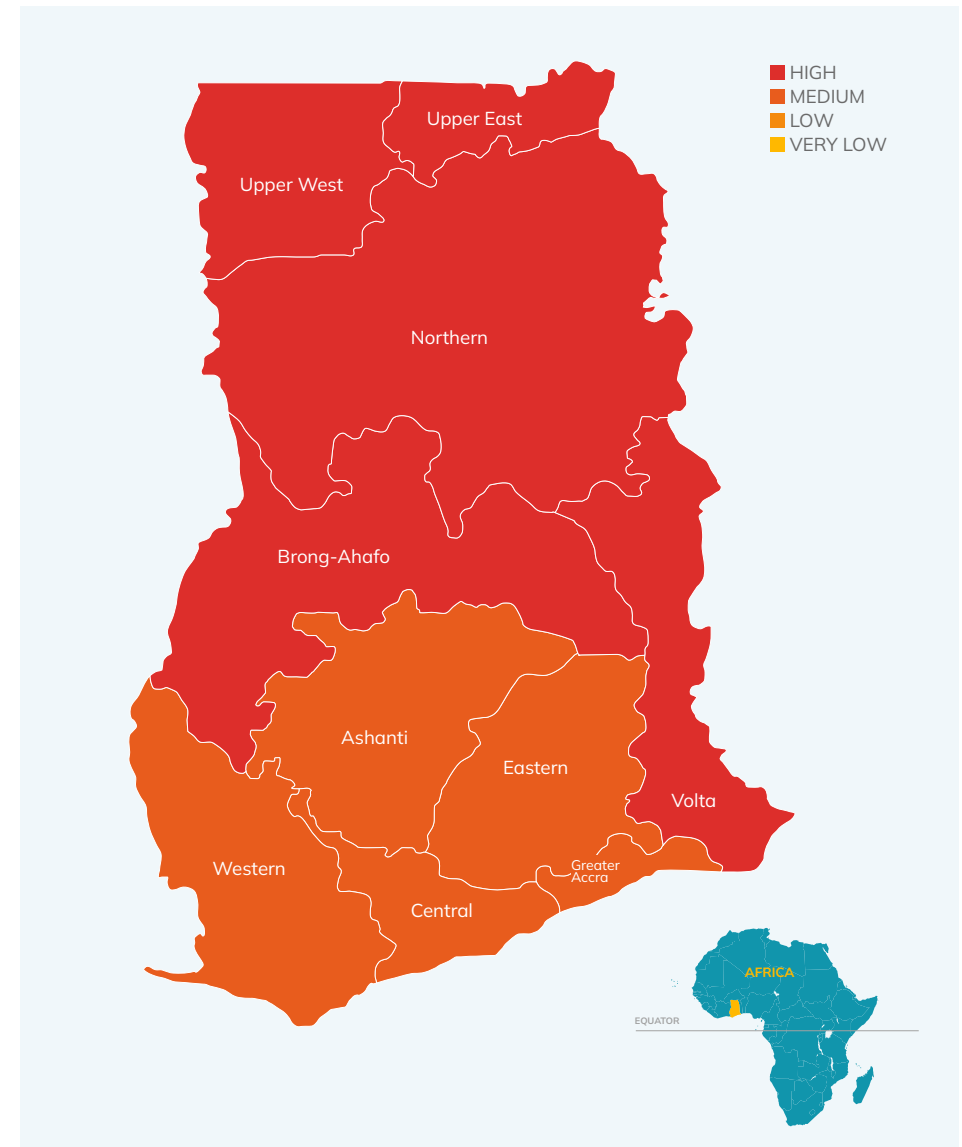 HIGH
MEDIUM
LOW
VERY LOW
Upper East
Upper West
Northern
Brong-Ahafo
Ashanti
Eastern
Volta
Western
Greater
Accra
Central
AFRICA
EQUATOR